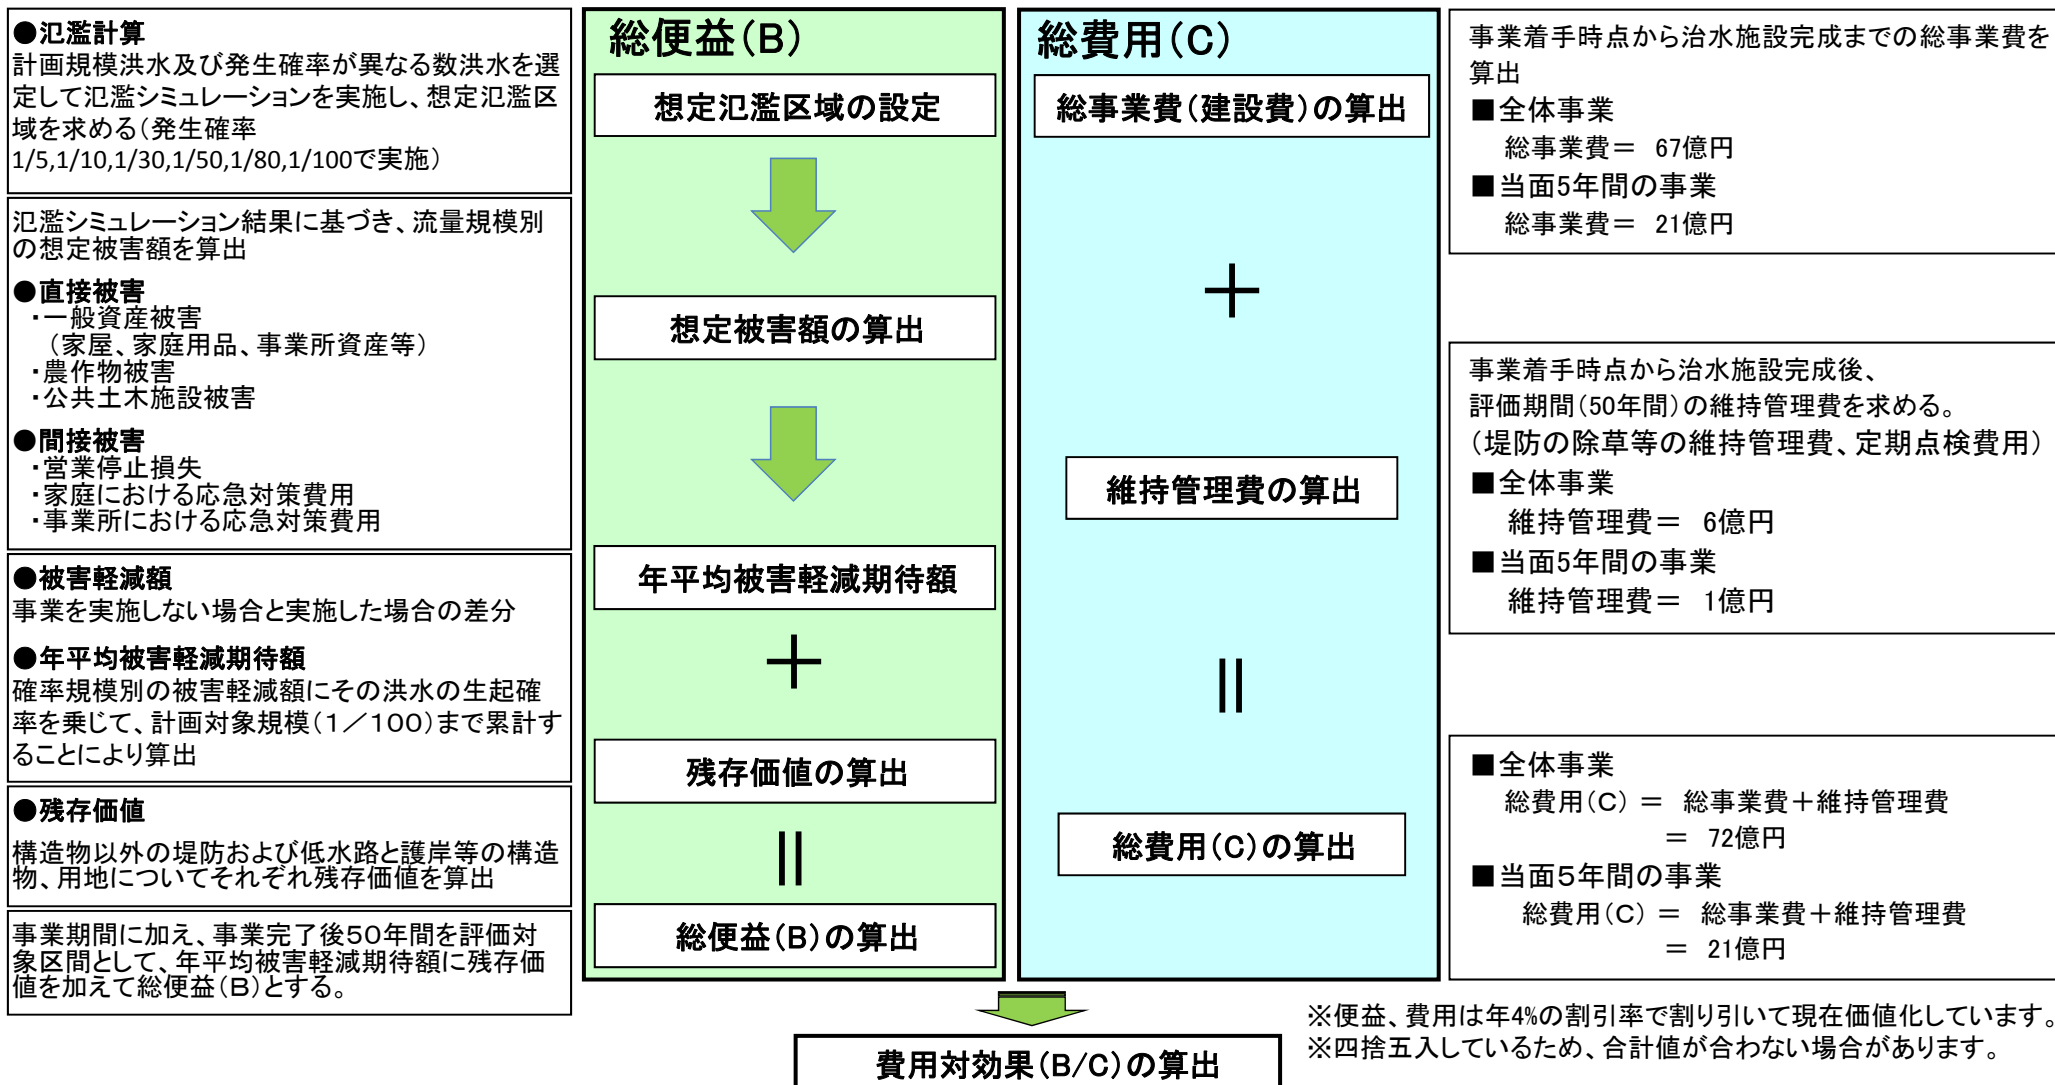 ●氾濫計算
計画規模洪水及び発生確率が異なる数洪水を選
定して氾濫シミュレーションを実施し、想定氾濫区
域を求める（発生確率
1/5,1/10,1/30,1/50,1/80,1/100で実施）
氾濫シミュレーション結果に基づき、流量規模別
の想定被害額を算出
●直接被害
・一般資産被害
（家屋、家庭用品、事業所資産等）
・農作物被害
・公共土木施設被害
●間接被害
・営業停止損失
・家庭における応急対策費用
・事業所における応急対策費用
●被害軽減額
事業を実施しない場合と実施した場合の差分
●年平均被害軽減期待額
確率規模別の被害軽減額にその洪水の生起確
率を乗じて、計画対象規模（１／１００）まで累計す
ることにより算出
●残存価値
構造物以外の堤防および低水路と護岸等の構造
物、用地についてそれぞれ残存価値を算出
事業期間に加え、事業完了後５０年間を評価対
象区間として、年平均被害軽減期待額に残存価
値を加えて総便益（Ｂ）とする。
総便益（B）
想定氾濫区域の設定
想定被害額の算出
年平均被害軽減期待額
＋
残存価値の算出
＝
総便益（B）の算出
総費用（C）
総事業費（建設費）の算出
＋
維持管理費の算出
＝
総費用（C）の算出
事業着手時点から治水施設完成までの総事業費を
算出
■全体事業
総事業費＝ 67億円
■当面5年間の事業
総事業費＝ 21億円
事業着手時点から治水施設完成後、
評価期間（50年間）の維持管理費を求める。
（堤防の除草等の維持管理費、定期点検費用）
■全体事業
維持管理費＝ 6億円
■当面5年間の事業
維持管理費＝ 1億円
■全体事業
総費用（Ｃ） ＝ 総事業費＋維持管理費
＝ 72億円
■当面５年間の事業
総費用（Ｃ） ＝ 総事業費＋維持管理費
＝ 21億円
※便益、費用は年4%の割引率で割り引いて現在価値化しています。
※四捨五入しているため、合計値が合わない場合があります。
費用対効果（B/C）の算出